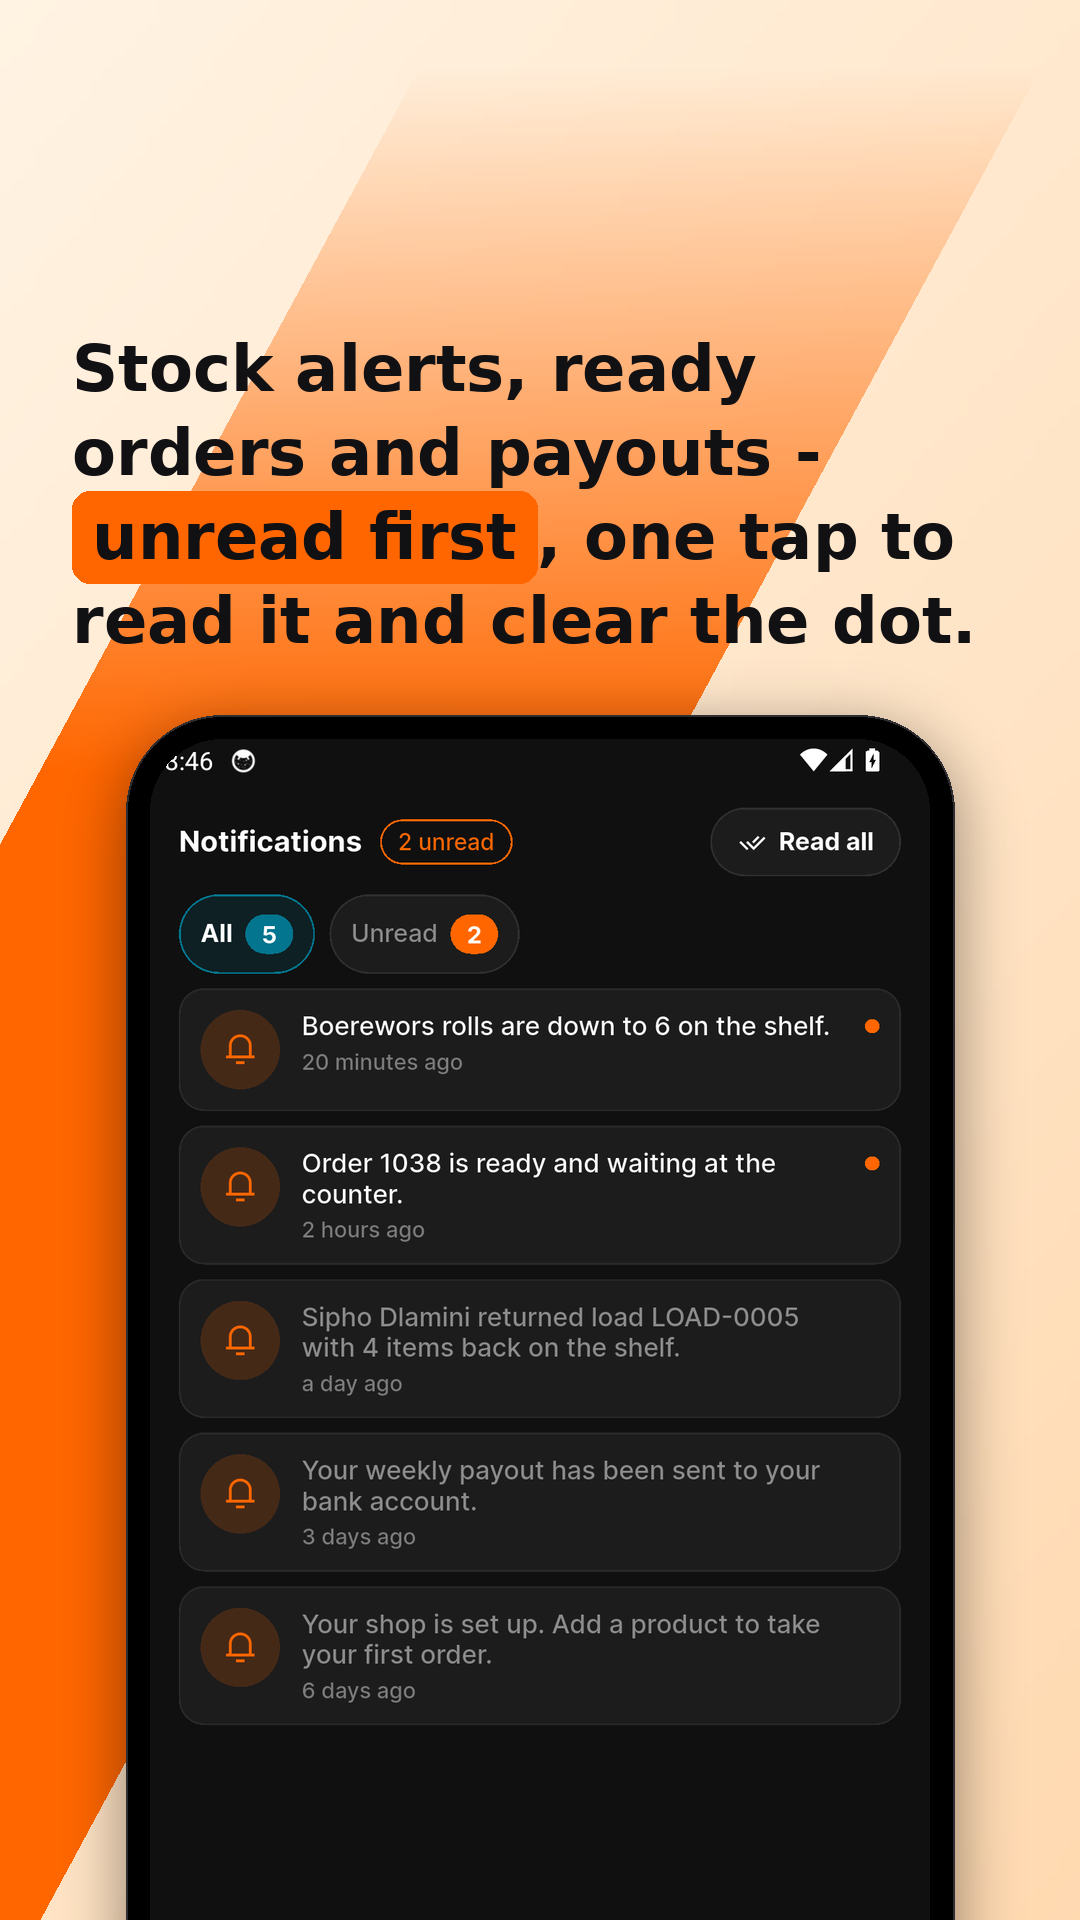 Stock alerts, ready
orders and payouts -
unread first, one tap to
read it and clear the dot.
8:46
Notifications
2 unread
Read all
All 5
Unread 2
Boerewors rolls are down to 6 on the shelf.
20 minutes ago
Order 1038 is ready and waiting at the
counter.
2 hours ago
Sipho Dlamini returned load LOAD-0005
with 4 items back on the shelf.
a day ago
Your weekly payout has been sent to your
bank account.
3 days ago
Your shop is set up. Add a product to take
your first order.
6 days ago